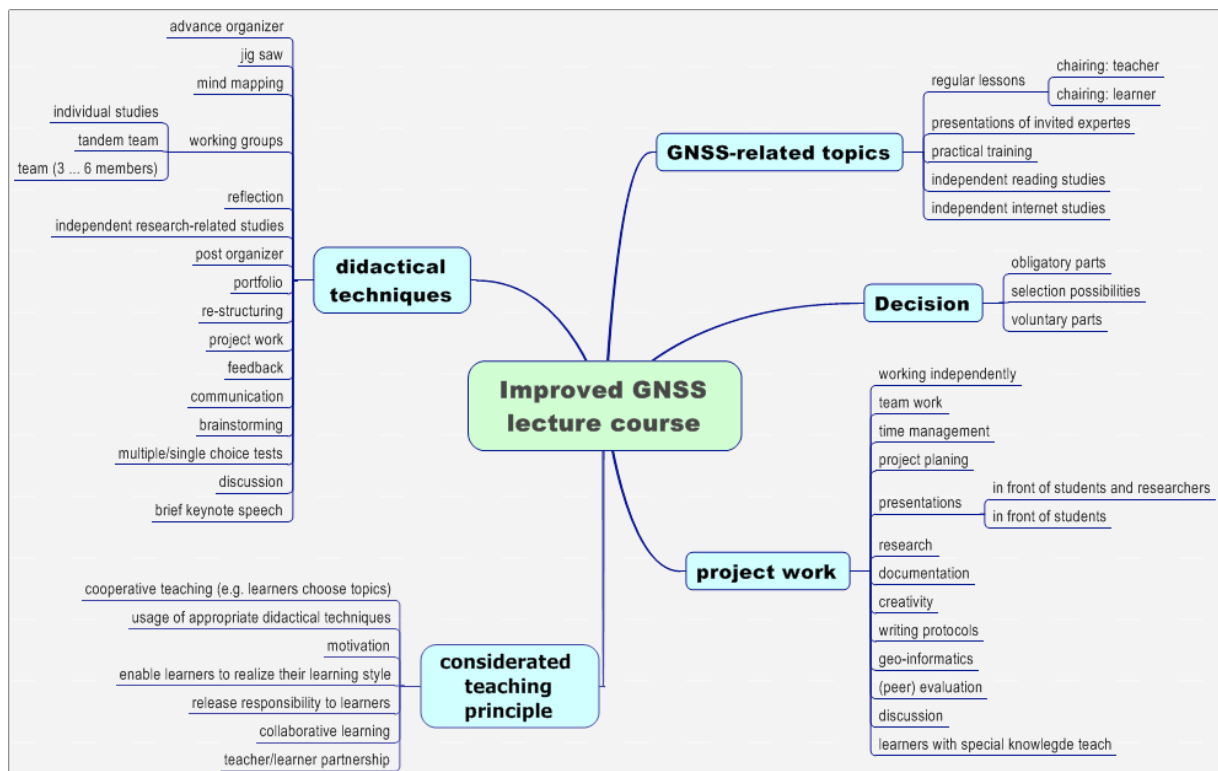 Improved GNSS
lecture course
didactical
techniques
advance organizer
jig saw
mind mapping
working groups
individual studies
tandem team
team (3 ... 6 members)
reflection
independent research-related studies
post organizer
portfolio
re-structuring
project work
feedback
communication
brainstorming
multiple/single choice tests
discussion
brief keynote speech
considerated
teaching
principle
cooperative teaching (e.g. learners choose topics)
usage of appropriate didactical techniques
motivation
enable learners to realize their learning style
release responsibility to learners
collaborative learning
teacher/learner partnership
GNSS-related topics
regular lessons
chairing: teacher
chairing: learner
presentations of invited expertes
practical training
independent reading studies
independent internet studies
Decision
obligatory parts
selection possibilities
voluntary parts
project work
working independently
team work
time management
project planing
presentations
in front of students and researchers
in front of students
research
documentation
creativity
writing protocols
geo-informatics
(peer) evaluation
discussion
learners with special knowlegde teach